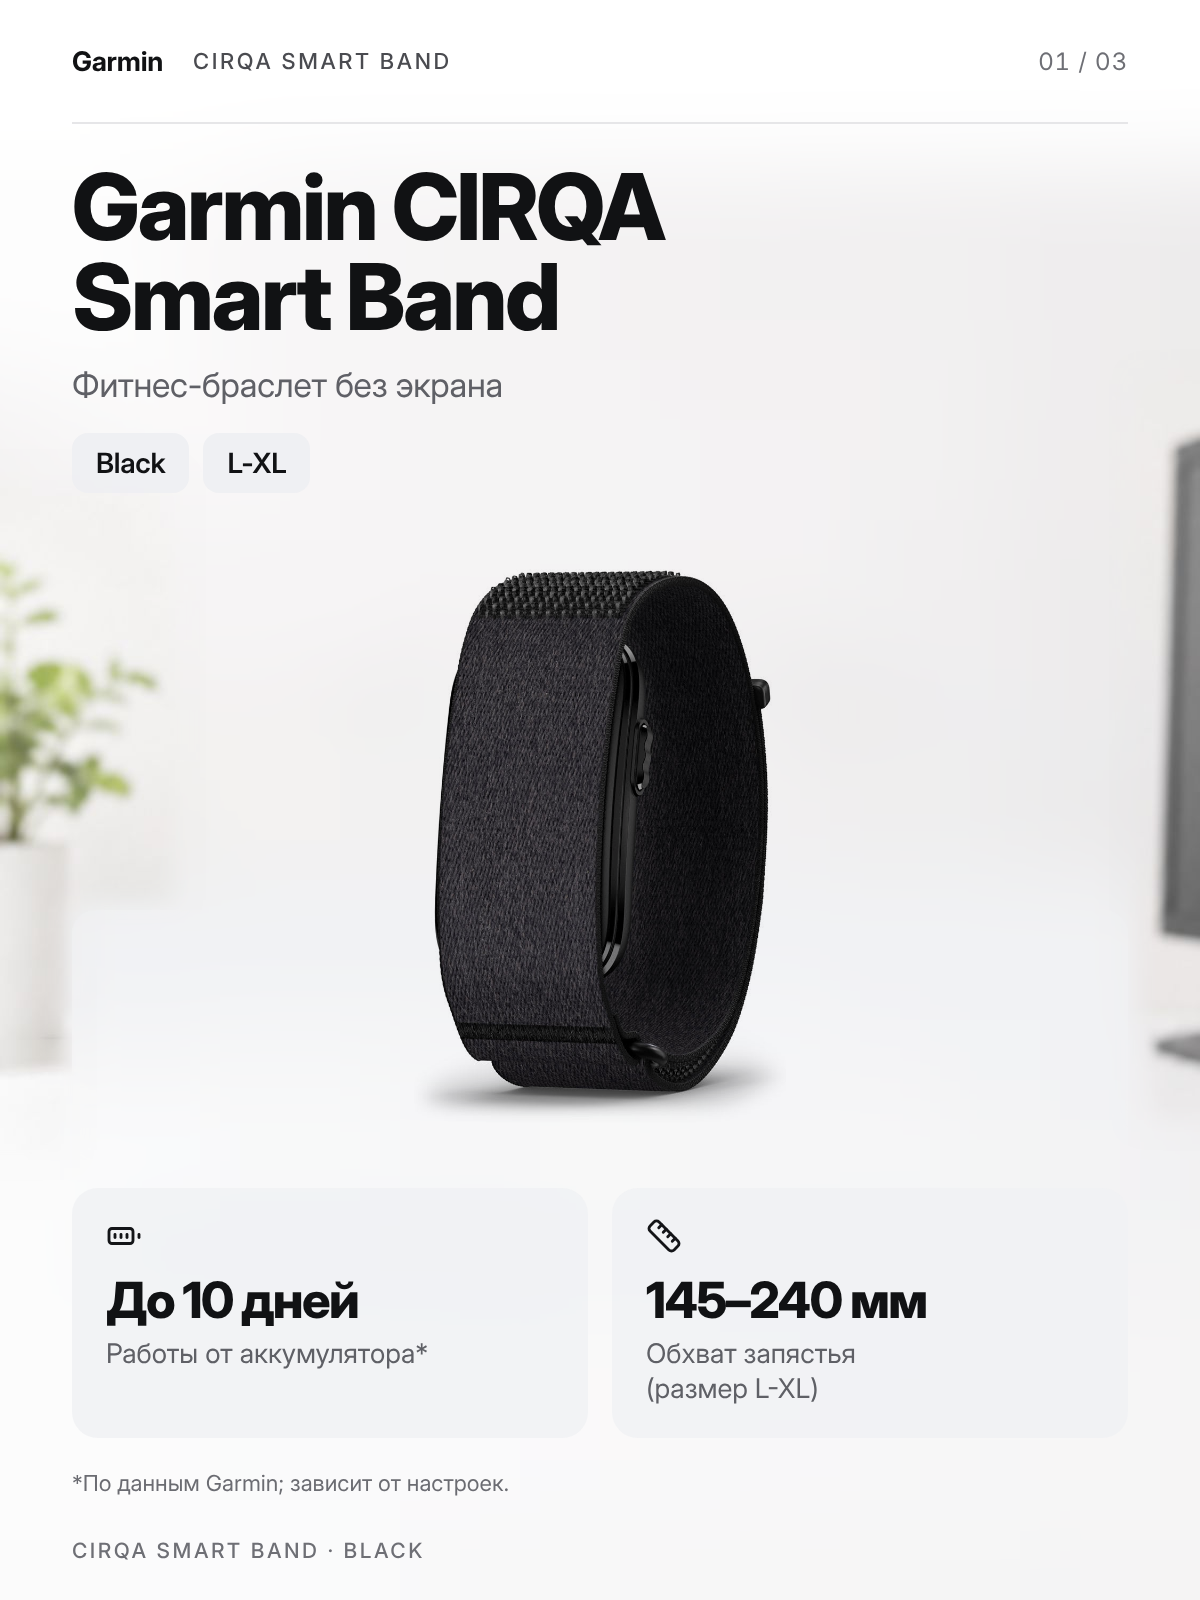 Garmin CIRQA SMART BAND 01 / 03
Garmin CIRQA
Smart Band
Фитнес-браслет без экрана
Black L-XL
До 10 дней
Работы от аккумулятора*
145–240 мм
Обхват запястья
(размер L-XL)
*По данным Garmin; зависит от настроек.
CIRQA SMART BAND · BLACK